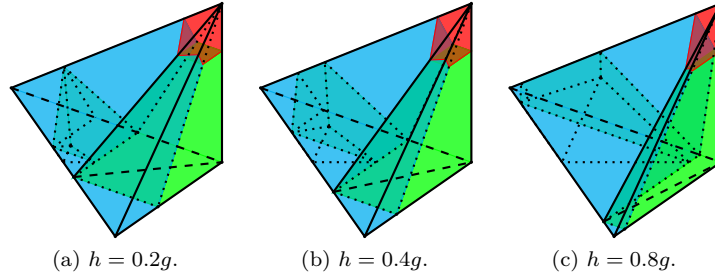 (a) h = 0.2g.
(b) h = 0.4g.
(c) h = 0.8g.